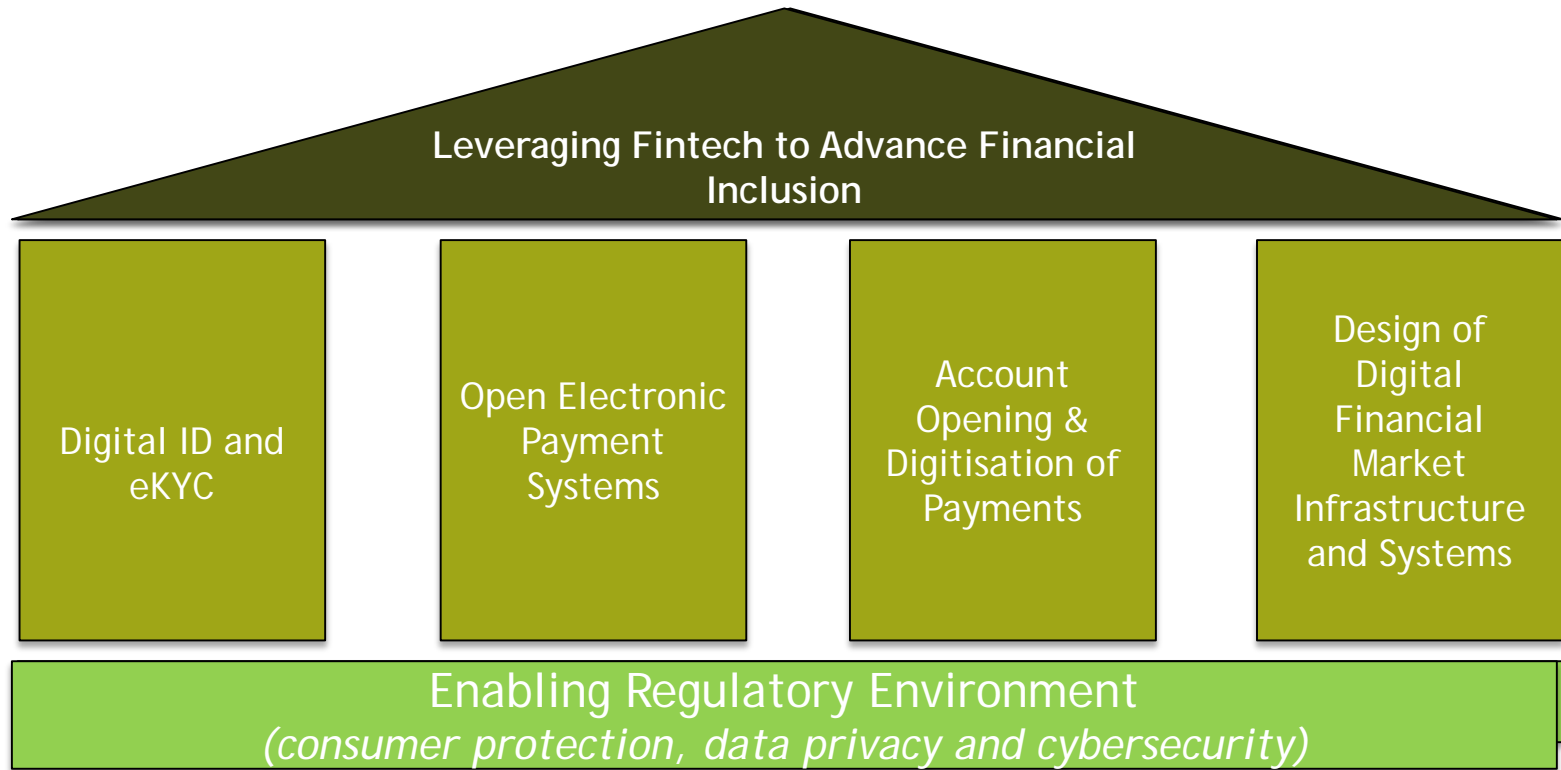 Leveraging Fintech to Advance Financial
Inclusion
Digital ID and
eKYC
Open Electronic
Payment
Systems
Account
Opening &
Digitisation of
Payments
Design of
Digital
Financial
Market
Infrastructure
and Systems
Enabling Regulatory Environment
(consumer protection, data privacy and cybersecurity)